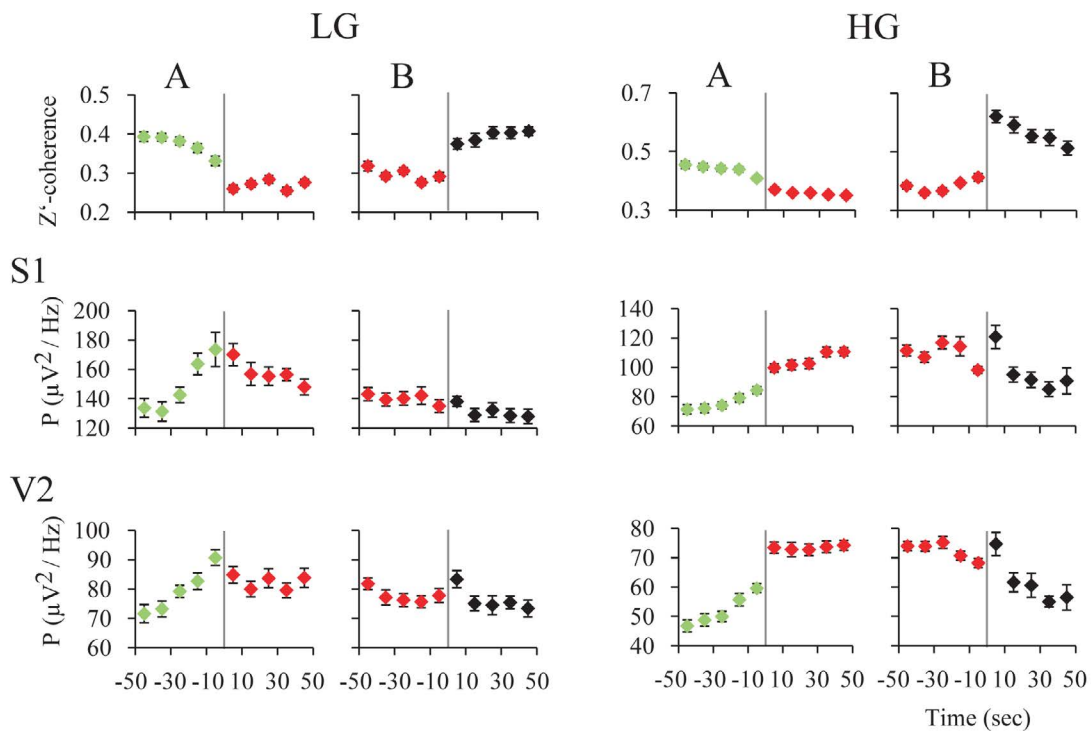 LG HG
A B A B
Z‘-coherence
0.5 0.7
0.4
0.3 0.5
0.2 0.3
S1
P (µV² / Hz)
200 140
180 120
160 100
140 80
120 60
V2
P (µV²/ Hz)
100 80
90 70
80 60
70 50
60 40
-50 -30 -10 10 30 50 -50 -30 -10 10 30 50 -50 -30 -10 10 30 50 -50 -30 -10 10 30 50
Time (sec)